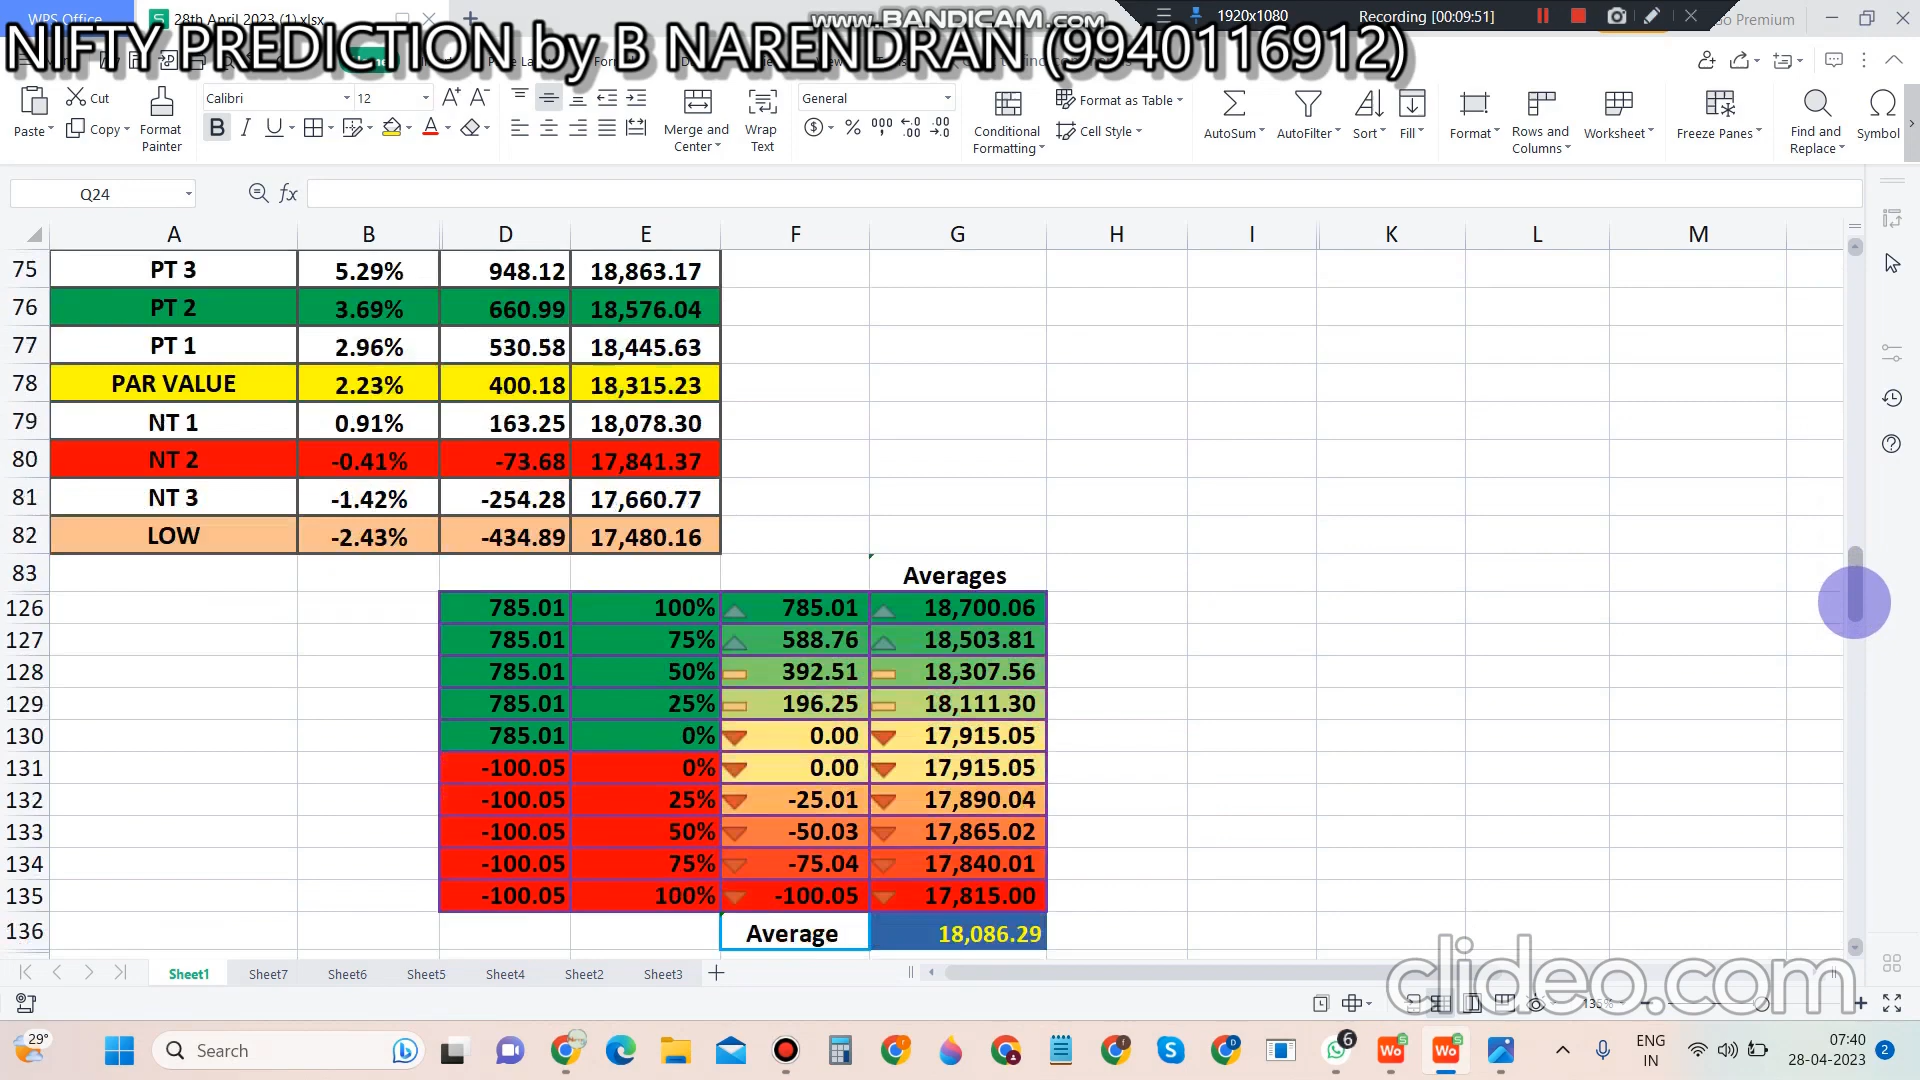 WPS Office
28th April 2023 (1).xlsx
www.BANDICAM.com
1920x1080
Recording [00:09:51]
Premium
NIFTY PREDICTION by B NARENDRAN (9940116912)
Paste
Cut
Copy
Format Painter
Calibri
12
Merge and Center
Wrap Text
General
Conditional Formatting
Format as Table
Cell Style
AutoSum
AutoFilter
Sort
Fill
Format
Rows and Columns
Worksheet
Freeze Panes
Find and Replace
Symbol
Q24
fx
A B D E F G H I K L M
75 PT 3 5.29% 948.12 18,863.17
76 PT 2 3.69% 660.99 18,576.04
77 PT 1 2.96% 530.58 18,445.63
78 PAR VALUE 2.23% 400.18 18,315.23
79 NT 1 0.91% 163.25 18,078.30
80 NT 2 -0.41% -73.68 17,841.37
81 NT 3 -1.42% -254.28 17,660.77
82 LOW -2.43% -434.89 17,480.16
83 Averages
126 785.01 100% 785.01 18,700.06
127 785.01 75% 588.76 18,503.81
128 785.01 50% 392.51 18,307.56
129 785.01 25% 196.25 18,111.30
130 785.01 0% 0.00 17,915.05
131 -100.05 0% 0.00 17,915.05
132 -100.05 25% -25.01 17,890.04
133 -100.05 50% -50.03 17,865.02
134 -100.05 75% -75.04 17,840.01
135 -100.05 100% -100.05 17,815.00
136 Average 18,086.29
Sheet1 Sheet7 Sheet6 Sheet5 Sheet4 Sheet2 Sheet3
clideo.com
135%
29°
Search
6
ENG
IN
07:40
28-04-2023
2